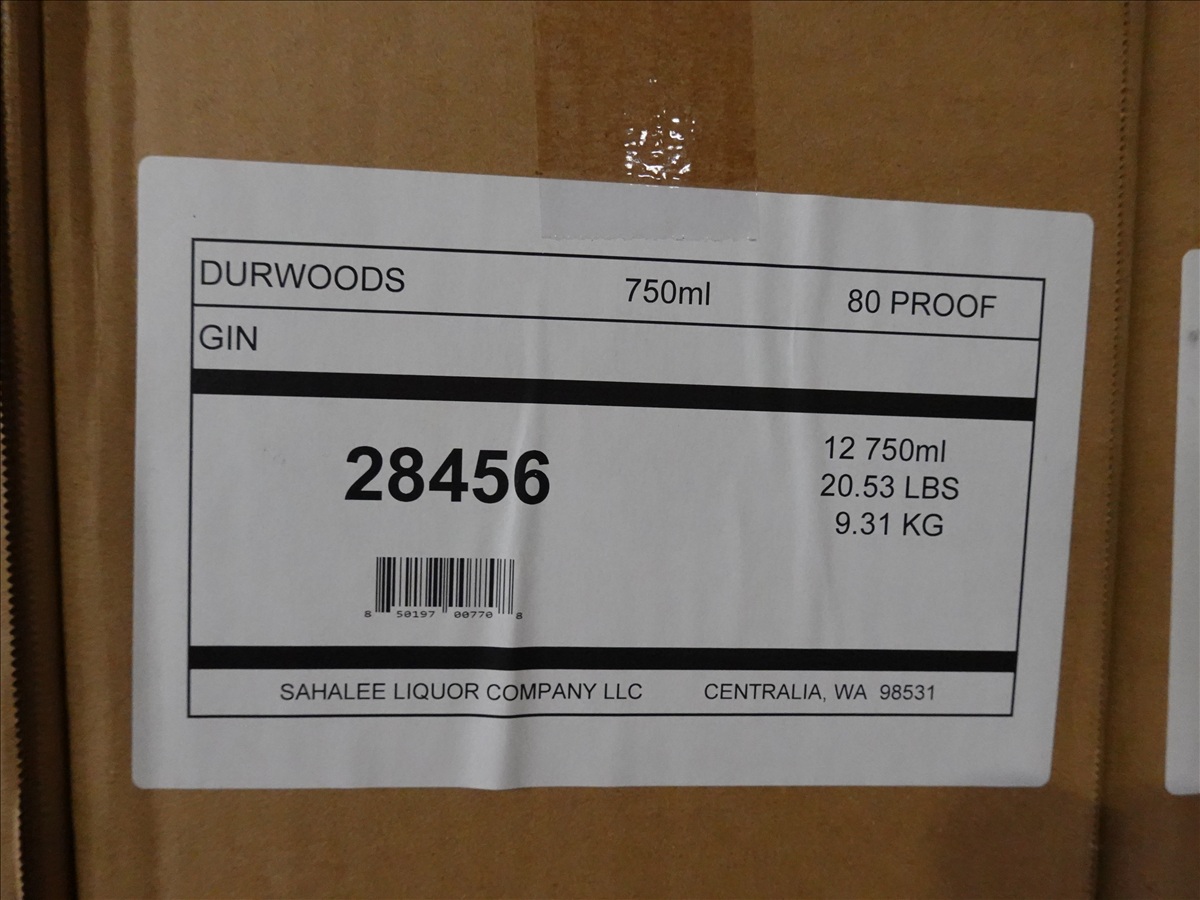 DURWOODS 750ml 80 PROOF
GIN
28456
12 750ml
20.53 LBS
9.31 KG
8 50197 00770 8
SAHALEE LIQUOR COMPANY LLC CENTRALIA, WA 98531